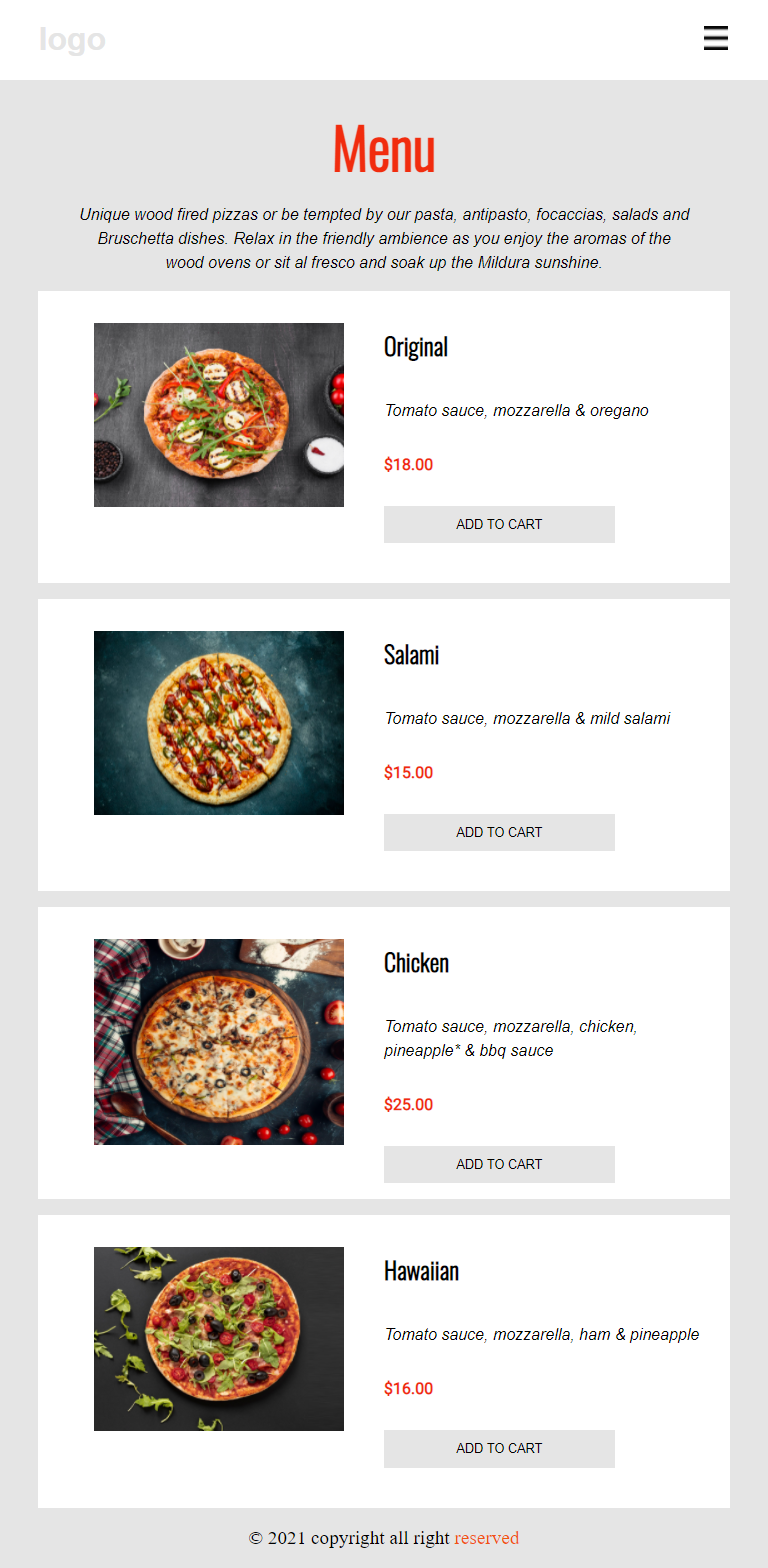 logo
Menu
Unique wood fired pizzas or be tempted by our pasta, antipasto, focaccias, salads and
Bruschetta dishes. Relax in the friendly ambience as you enjoy the aromas of the
wood ovens or sit al fresco and soak up the Mildura sunshine.
Original
Tomato sauce, mozzarella & oregano
$18.00
ADD TO CART
Salami
Tomato sauce, mozzarella & mild salami
$15.00
ADD TO CART
Chicken
Tomato sauce, mozzarella, chicken,
pineapple* & bbq sauce
$25.00
ADD TO CART
Hawaiian
Tomato sauce, mozzarella, ham & pineapple
$16.00
ADD TO CART
© 2021 copyright all right reserved